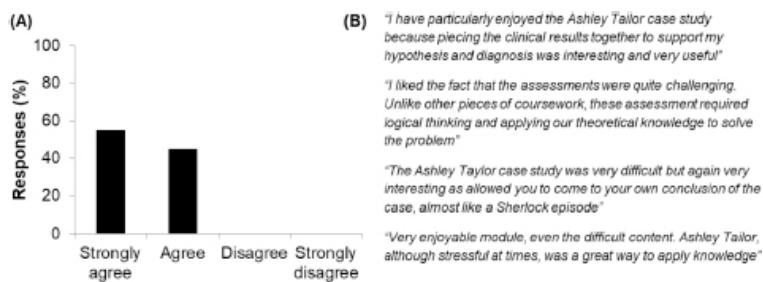 (A)
100
80
60
40
20
0
Responses (%)
Strongly
agree
Agree
Disagree
Strongly
disagree
(B)
"I have particularly enjoyed the Ashley Tailor case study
because piecing the clinical results together to support my
hypothesis and diagnosis was interesting and very useful"
"I liked the fact that the assessments were quite challenging.
Unlike other pieces of coursework, these assessment required
logical thinking and applying our theoretical knowledge to solve
the problem"
"The Ashley Taylor case study was very difficult but again very
interesting as allowed you to come to your own conclusion of the
case, almost like a Sherlock episode"
"Very enjoyable module, even the difficult content. Ashley Tailor,
although stressful at times, was a great way to apply knowledge"